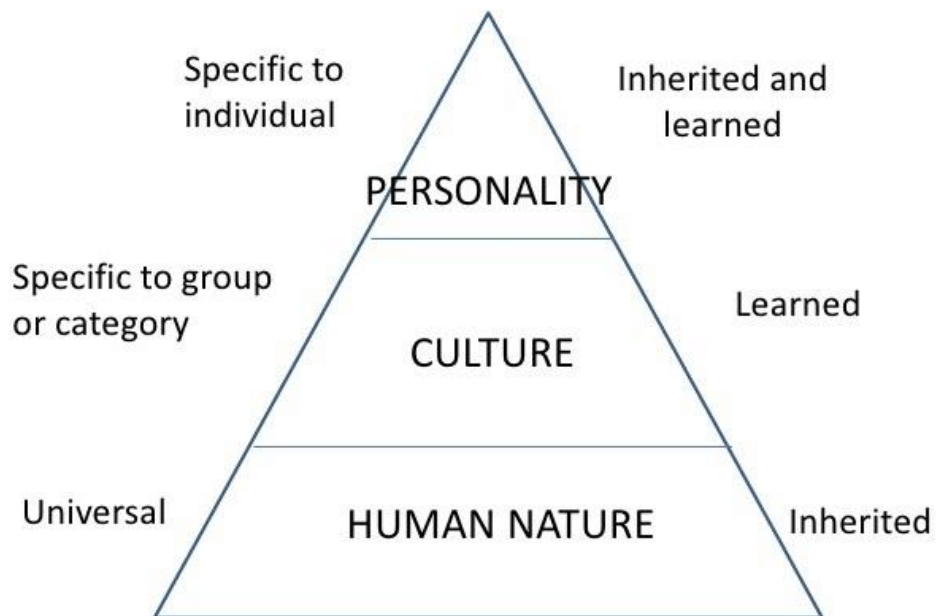 Specific to
individual
Inherited and
learned
PERSONALITY
Specific to group
or category
Learned
CULTURE
Universal
HUMAN NATURE
Inherited